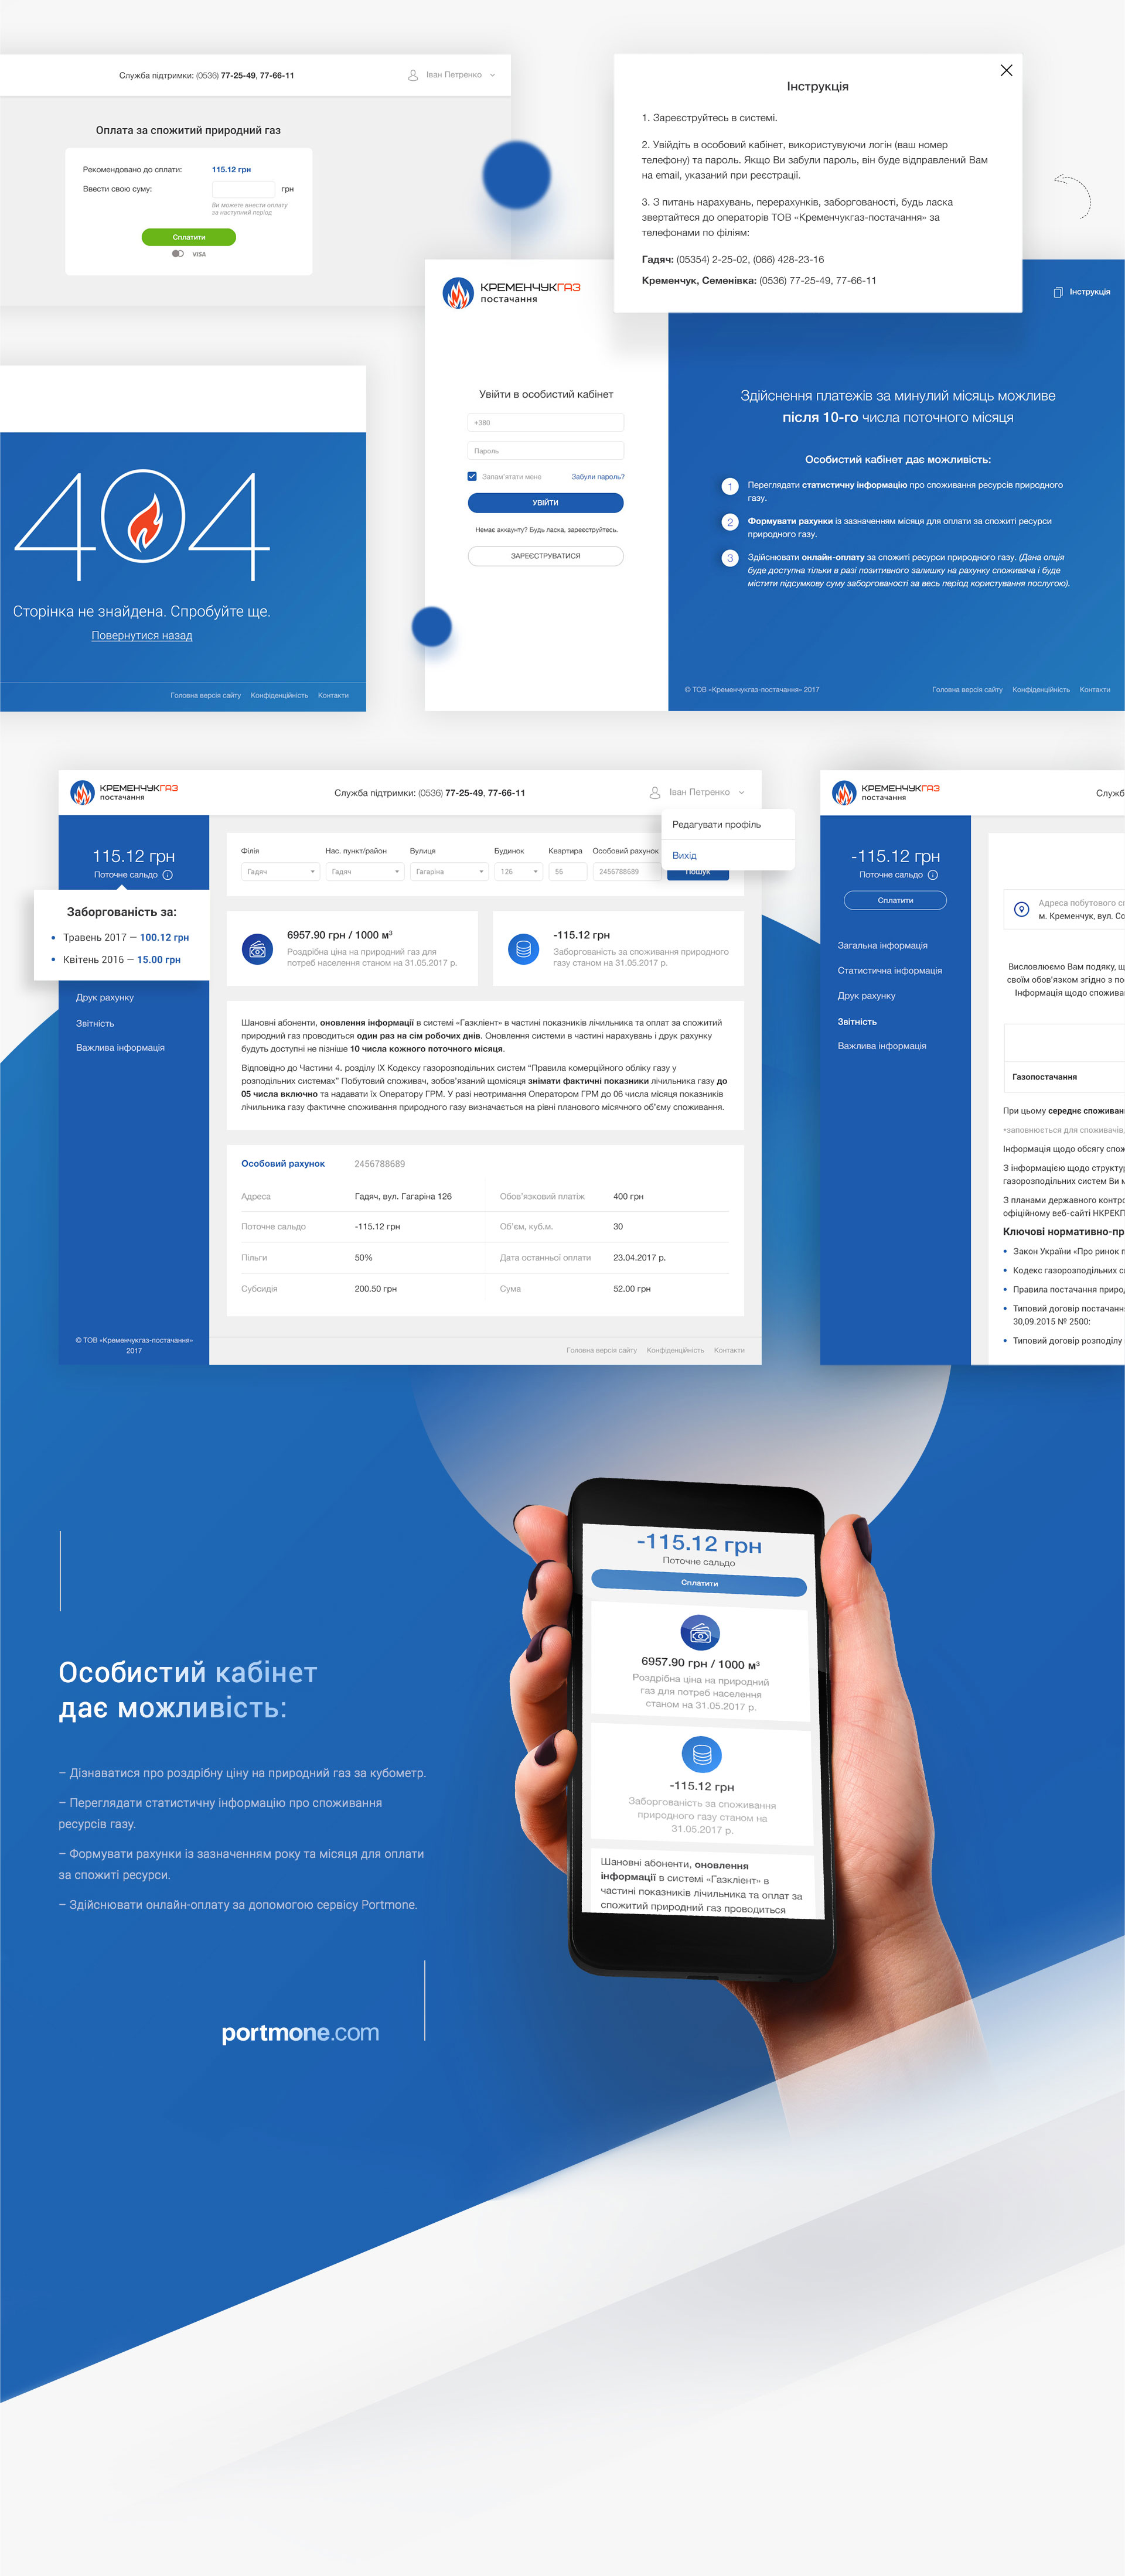 Служба підтримки: (0536) 77-25-49, 77-66-11
Іван Петренко
Оплата за спожитий природний газ
Рекомендовано до сплати: 115.12 грн
Ввести свою суму: грн
Ви можете внести оплату
за наступний період
Сплатити
VISA
Інструкція
1. Зареєструйтесь в системі.
2. Увійдіть в особовий кабінет, використувуючи логін (ваш номер
телефону) та пароль. Якщо Ви забули пароль, він буде відправлений Вам
на email, указаний при реєстрації.
3. З питань нарахувань, перерахунків, заборгованості, будь ласка
звертайтеся до операторів ТОВ «Кременчукгаз-постачання» за
телефонами по філіям:
Гадяч: (05354) 2-25-02, (066) 428-23-16
Кременчук, Семенівка: (0536) 77-25-49, 77-66-11
КРЕМЕНЧУКГАЗ
постачання
Інструкція
Увійти в особистий кабінет
+380
Пароль
Запам'ятати мене
Забули пароль?
УВІЙТИ
Немає аккаунту? Будь ласка, зареєструйтесь.
ЗАРЕЄСТРУВАТИСЯ
Здійснення платежів за минулий місяць можливе
після 10-го числа поточного місяця
Особистий кабінет дає можливість:
1 Переглядати статистичну інформацію про споживання ресурсів природного
газу.
2 Формувати рахунки із зазначенням місяця для оплати за спожиті ресурси
природного газу.
3 Здійснювати онлайн-оплату за спожиті ресурси природного газу. (Дана опція
буде доступна тільки в разі позитивного залишку на рахунку споживача і буде
містити підсумкову суму заборгованості за весь період користування послугою).
© ТОВ «Кременчукгаз-постачання» 2017
Головна версія сайту Конфіденційність Контакти
404
Сторінка не знайдена. Спробуйте ще.
Повернутися назад
Головна версія сайту Конфіденційність Контакти
КРЕМЕНЧУКГАЗ
постачання
Служба підтримки: (0536) 77-25-49, 77-66-11
Іван Петренко
Редагувати профіль
Вихід
115.12 грн
Поточне сальдо
Заборгованість за:
• Травень 2017 — 100.12 грн
• Квітень 2016 — 15.00 грн
Друк рахунку
Звітність
Важлива інформація
© ТОВ «Кременчукгаз-постачання»
2017
Філія Нас. пункт/район Вулиця Будинок Квартира Особовий рахунок
Гадяч Гадяч Гагаріна 126 56 2456788689 Пошук
6957.90 грн / 1000 м³
Роздрібна ціна на природний газ для
потреб населення станом на 31.05.2017 р.
-115.12 грн
Заборгованість за споживання природного
газу станом на 31.05.2017 р.
Шановні абоненти, оновлення інформації в системі «Газкліент» в частині показників лічильника та оплат за спожитий
природний газ проводиться один раз на сім робочих днів. Оновлення системи в частині нарахувань і друк рахунку
будуть доступні не пізніше 10 числа кожного поточного місяця.
Відповідно до Частини 4. розділу IX Кодексу газорозподільних систем "Правила комерційного обліку газу у
розподільних системах" Побутовий споживач, зобов'язаний щомісяця знімати фактичні показники лічильника газу до
05 числа включно та надавати їх Оператору ГРМ. У разі неотримання Оператором ГРМ до 06 числа місяця показників
лічильника газу фактичне споживання природного газу визначається на рівні планового місячного об'єму споживання.
Особовий рахунок 2456788689
Адреса Гадяч, вул. Гагаріна 126 Обов'язковий платіж 400 грн
Поточне сальдо -115.12 грн Об'єм, куб.м. 30
Пільги 50% Дата останньої оплати 23.04.2017 р.
Субсидія 200.50 грн Сума 52.00 грн
Головна версія сайту Конфіденційність Контакти
КРЕМЕНЧУКГАЗ
постачання
Служб
-115.12 грн
Поточне сальдо
Сплатити
Загальна інформація
Статистична інформація
Друк рахунку
Звітність
Важлива інформація
Адреса побутового сп
м. Кременчук, вул. Сс
Висловлюємо Вам подяку, щ
своїм обов'язком згідно з по
Інформація щодо спожива
Газопостачання
При цьому середнє споживан
*заповнюється для споживачів,
Інформація щодо обсягу спож
З інформацією щодо структур
газорозподільних систем Ви м
З планами державного контро
офіційному веб-сайті НКРЕКП
Ключові нормативно-пр
• Закон України «Про ринок п
• Кодекс газорозподільних си
• Правила постачання природ
• Типовий договір постачання
30,09.2015 № 2500:
• Типовий договір розподілу
Особистий кабінет
дає можливість:
– Дізнаватися про роздрібну ціну на природний газ за кубометр.
– Переглядати статистичну інформацію про споживання
ресурсів газу.
– Формувати рахунки із зазначенням року та місяця для оплати
за спожиті ресурси.
– Здійснювати онлайн-оплату за допомогою сервісу Portmone.
portmone.com
-115.12 грн
Поточне сальдо
Сплатити
6957.90 грн / 1000 м³
Роздрібна ціна на природний
газ для потреб населення
станом на 31.05.2017 р.
-115.12 грн
Заборгованість за споживання
природного газу станом на
31.05.2017 р.
Шановні абоненти, оновлення
інформації в системі «Газкліент» в
частині показників лічильника та оплат за
спожитий природний газ проводиться